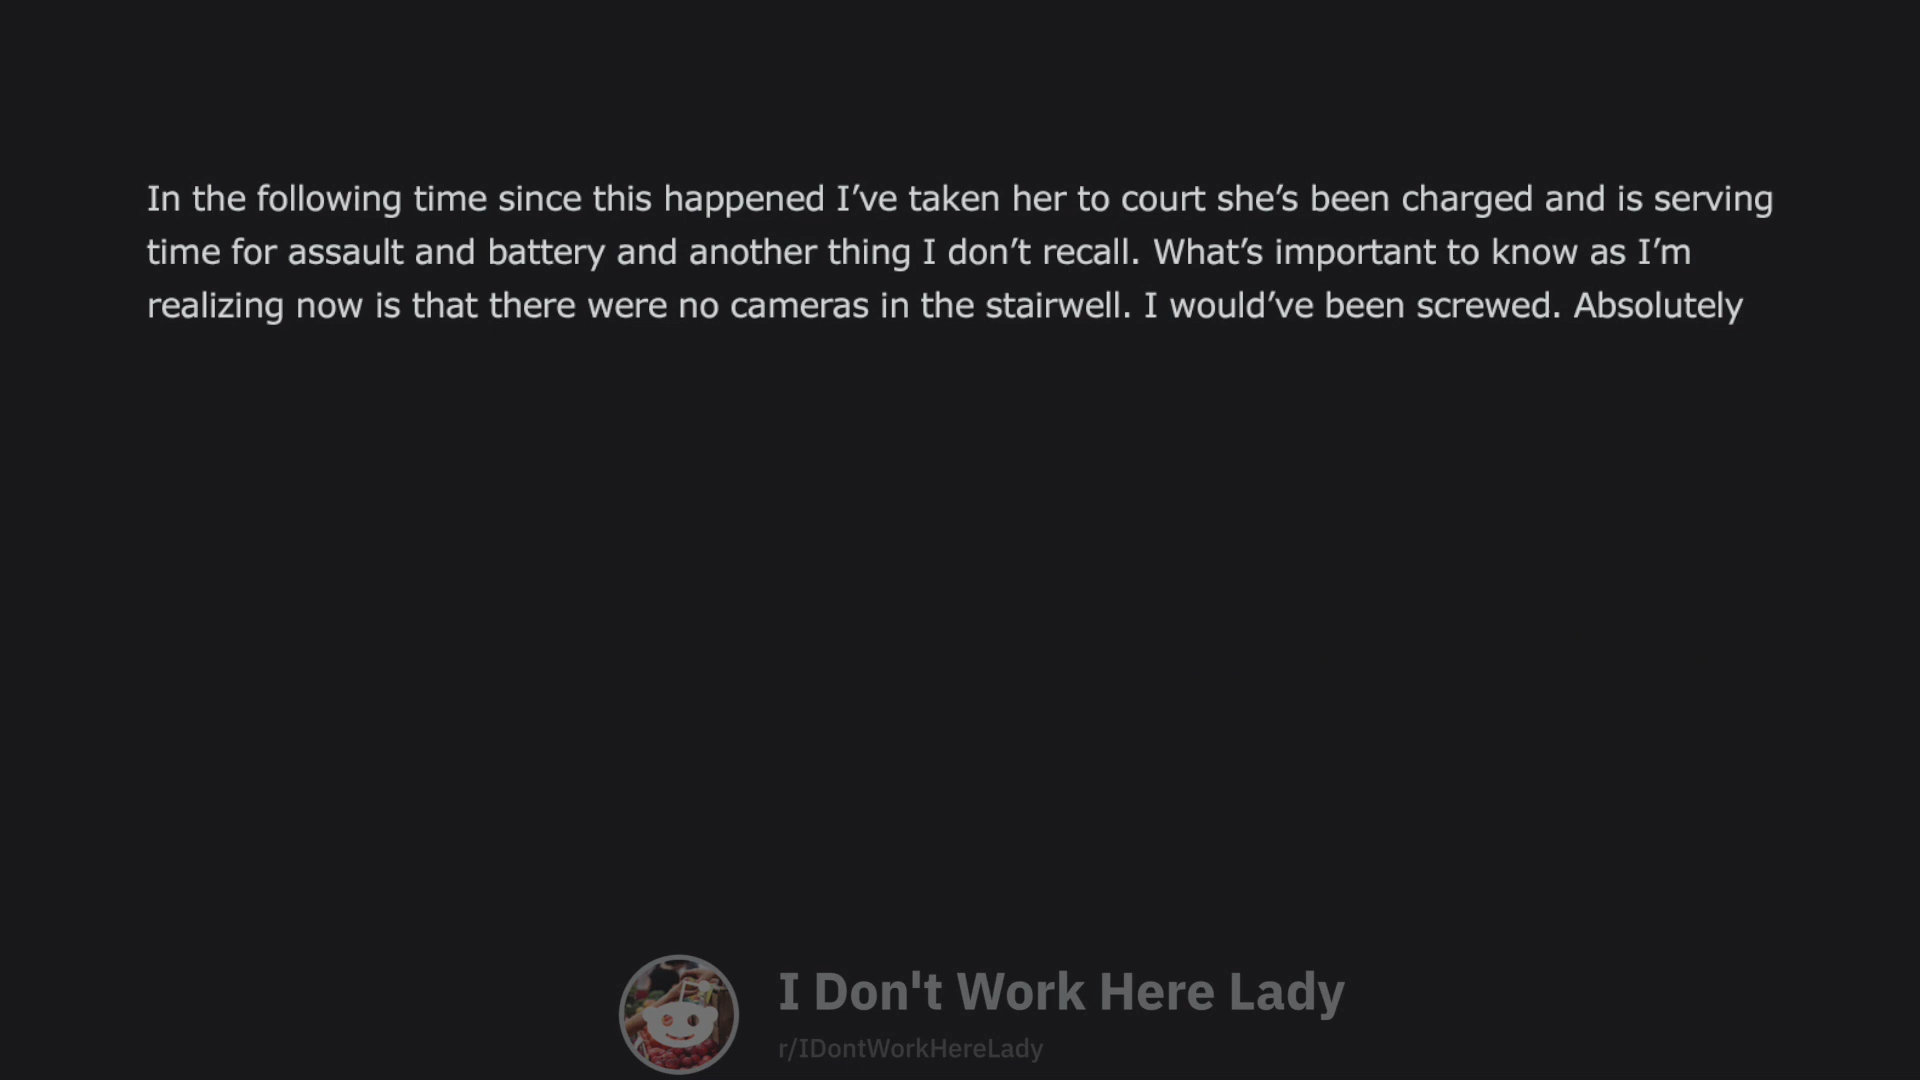 In the following time since this happened I’ve taken her to court she’s been charged and is serving
time for assault and battery and another thing I don’t recall. What’s important to know as I’m
realizing now is that there were no cameras in the stairwell. I would’ve been screwed. Absolutely
I Don't Work Here Lady
r/IDontWorkHereLady